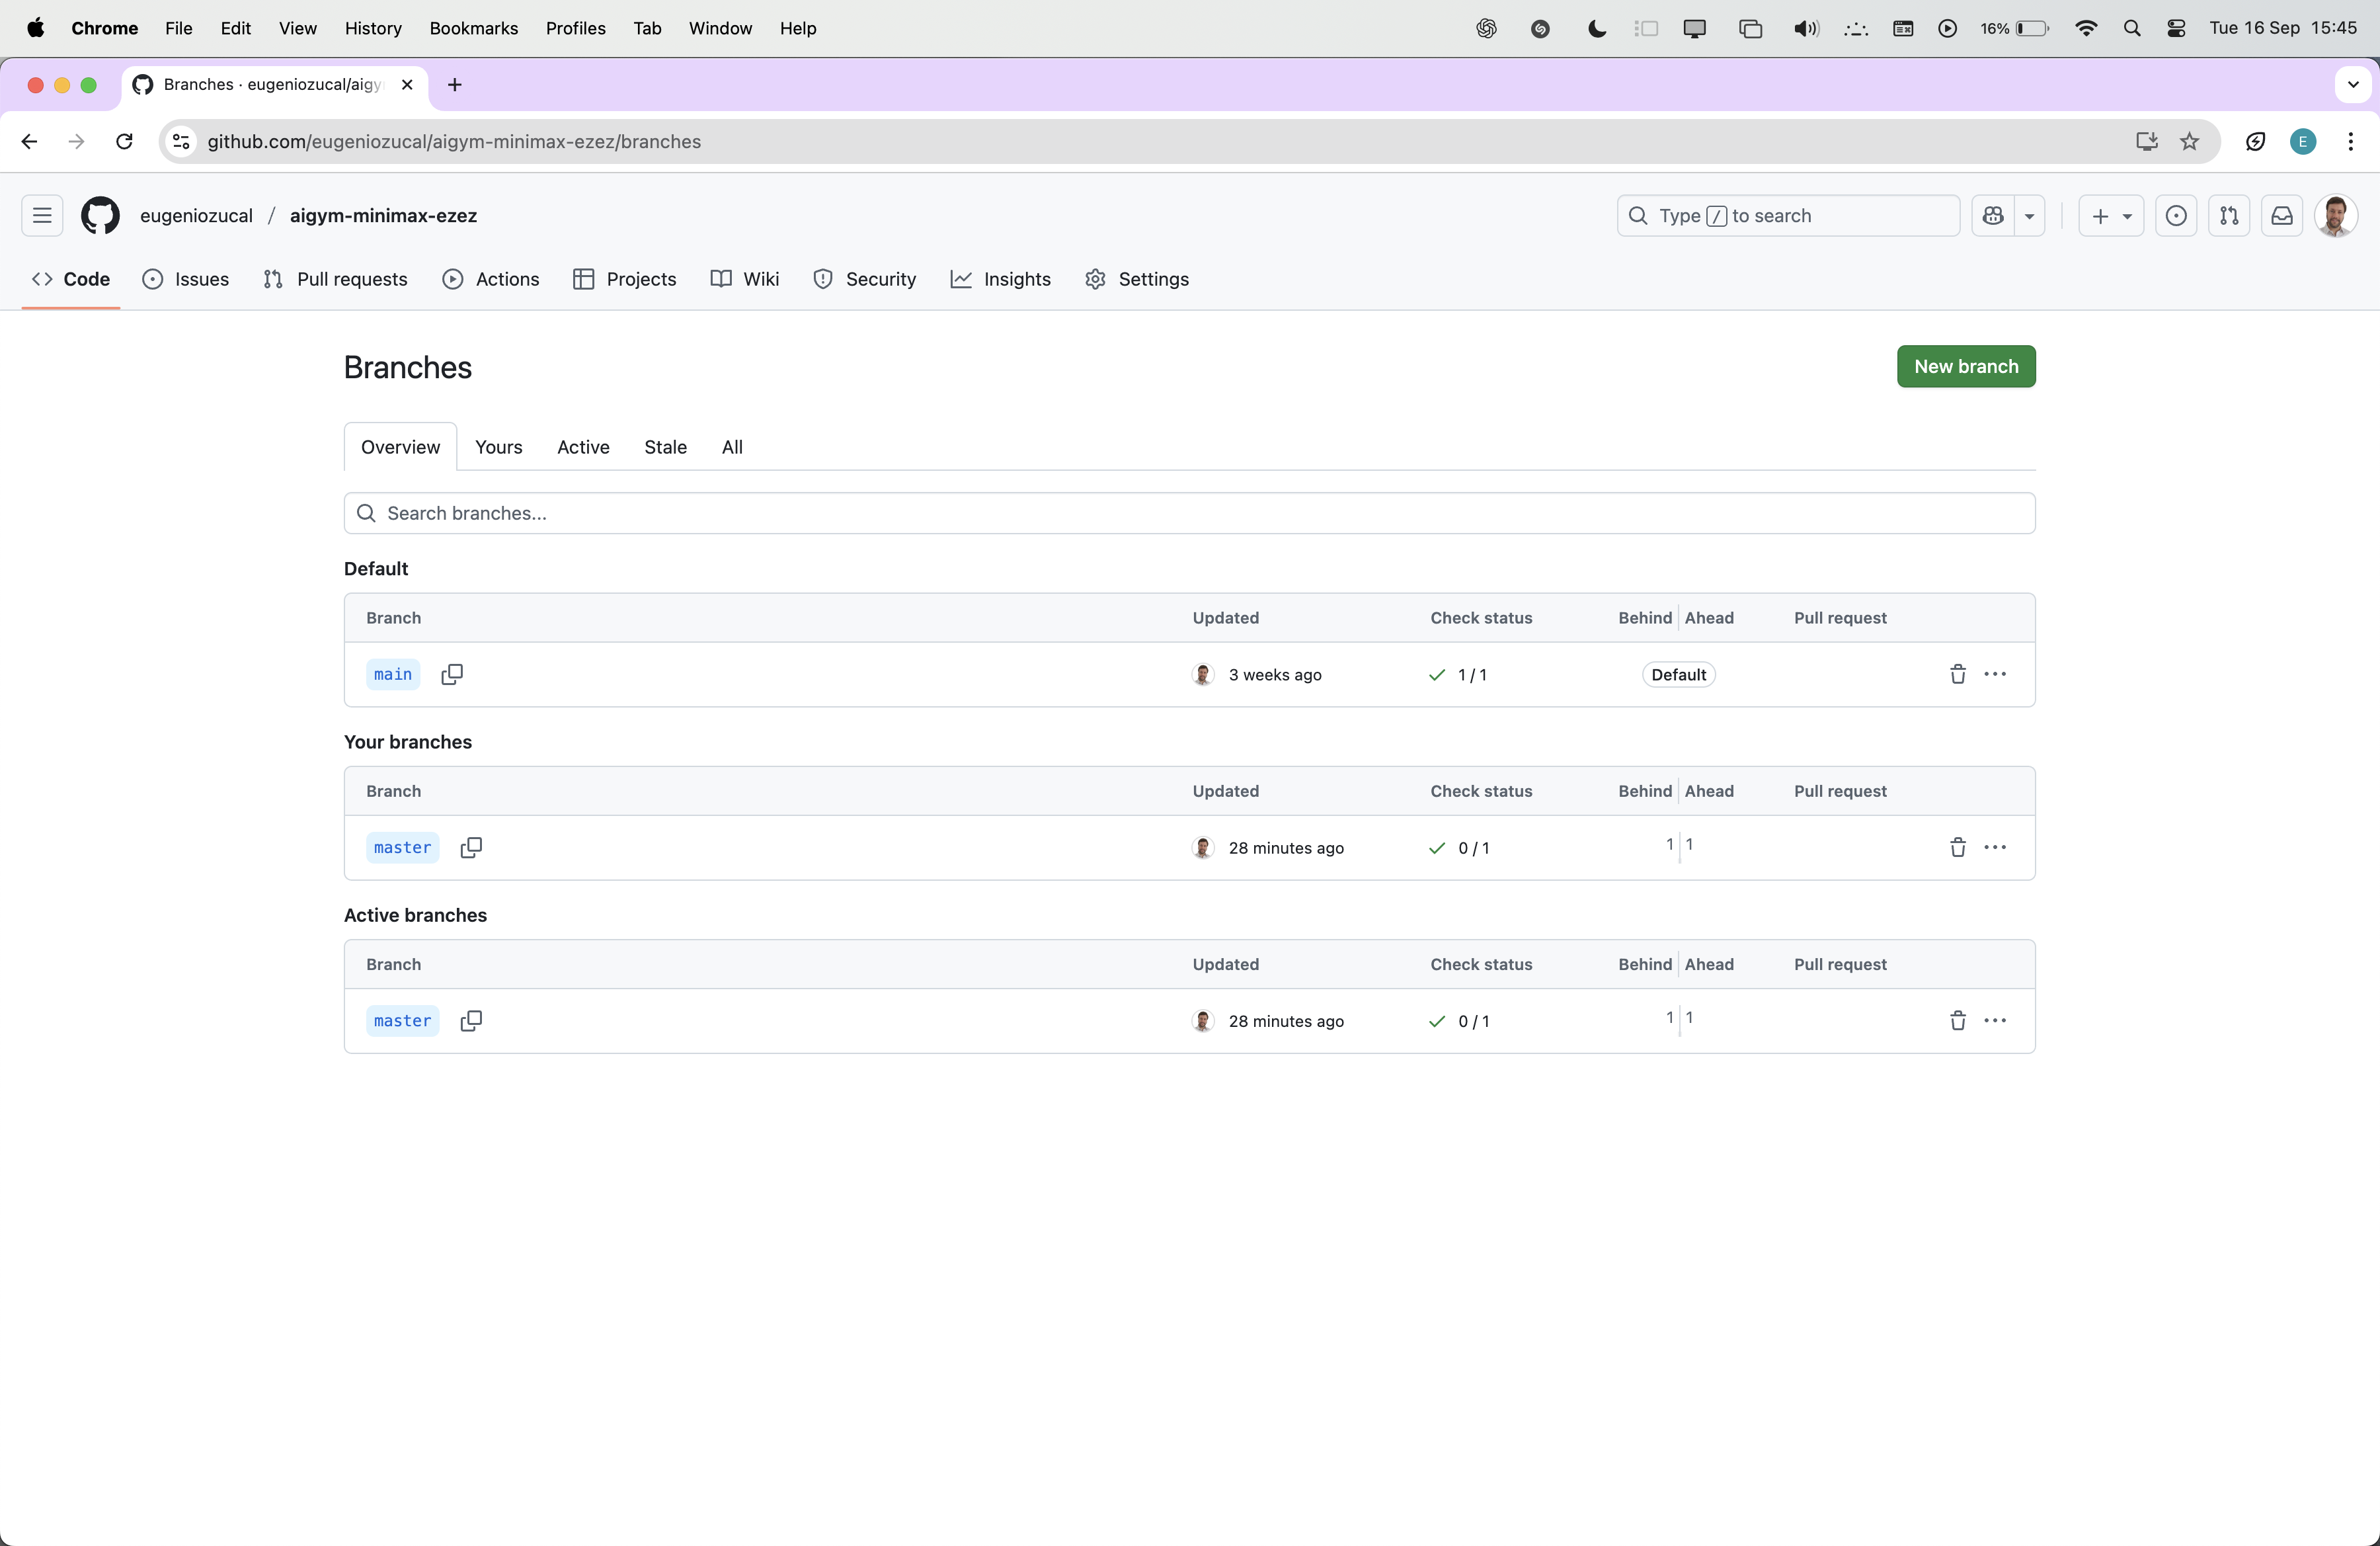 Chrome File Edit View History Bookmarks Profiles Tab Window Help 16% Tue 16 Sep 15:45
Branches · eugeniozucal/aigy
github.com/eugeniozucal/aigym-minimax-ezez/branches E
eugeniozucal / aigym-minimax-ezez Type / to search
Code Issues Pull requests Actions Projects Wiki Security Insights Settings
Branches New branch
Overview Yours Active Stale All
Search branches...
Default
Branch Updated Check status Behind Ahead Pull request
main 3 weeks ago 1 / 1 Default
Your branches
Branch Updated Check status Behind Ahead Pull request
master 28 minutes ago 0 / 1 1 1
Active branches
Branch Updated Check status Behind Ahead Pull request
master 28 minutes ago 0 / 1 1 1